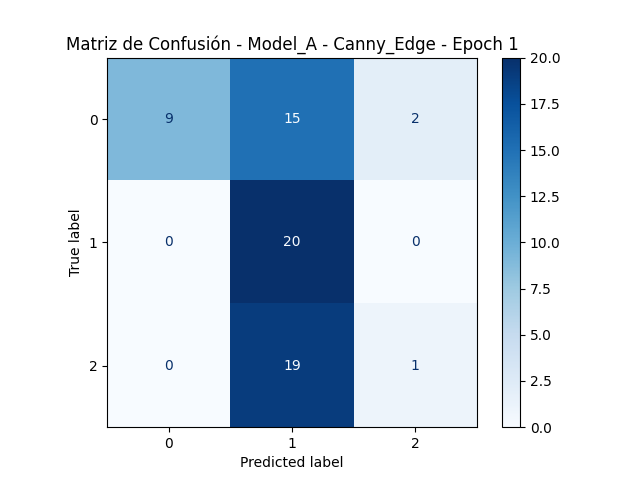 Matriz de Confusión - Model_A - Canny_Edge - Epoch 1
True label
0
9 15 2
1
0 20 0
2
0 19 1
0 1 2
Predicted label
20.0
17.5
15.0
12.5
10.0
7.5
5.0
2.5
0.0